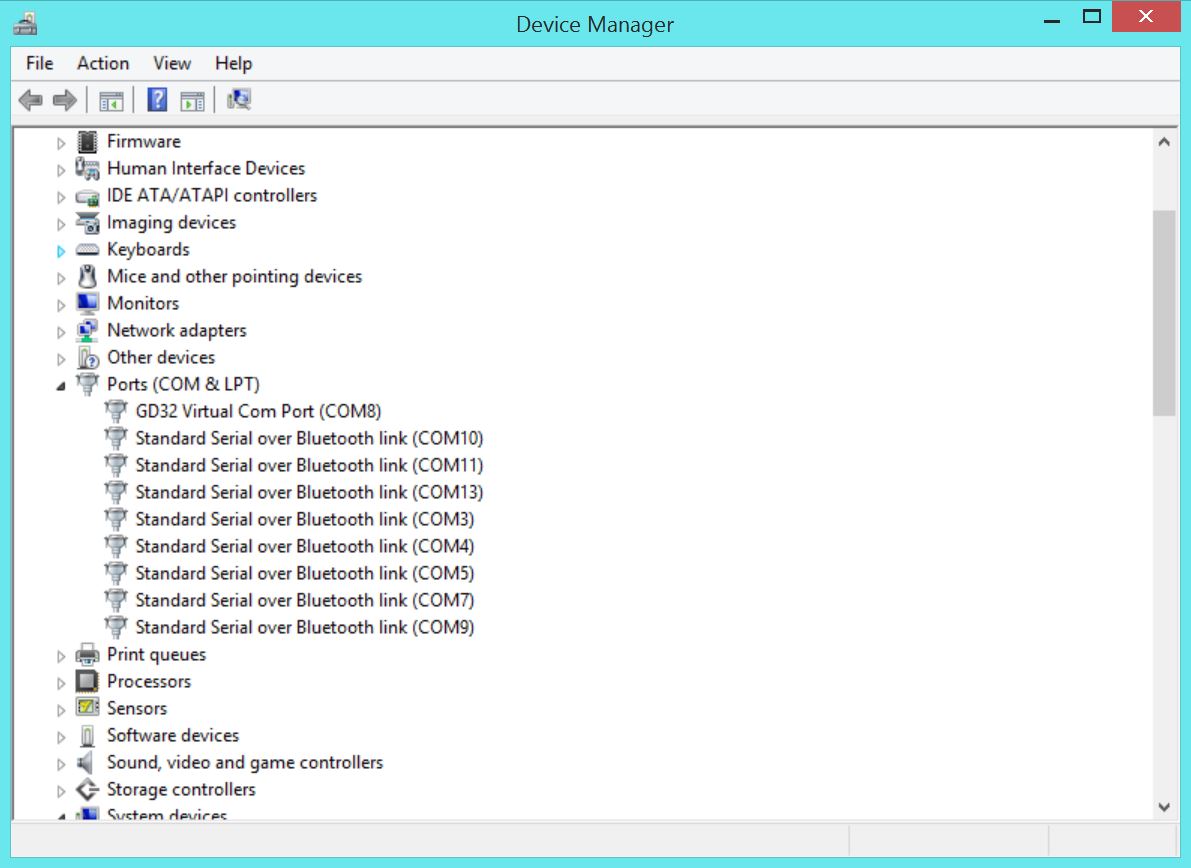 Device Manager
File Action View Help
Firmware
Human Interface Devices
IDE ATA/ATAPI controllers
Imaging devices
Keyboards
Mice and other pointing devices
Monitors
Network adapters
Other devices
Ports (COM & LPT)
GD32 Virtual Com Port (COM8)
Standard Serial over Bluetooth link (COM10)
Standard Serial over Bluetooth link (COM11)
Standard Serial over Bluetooth link (COM13)
Standard Serial over Bluetooth link (COM3)
Standard Serial over Bluetooth link (COM4)
Standard Serial over Bluetooth link (COM5)
Standard Serial over Bluetooth link (COM7)
Standard Serial over Bluetooth link (COM9)
Print queues
Processors
Sensors
Software devices
Sound, video and game controllers
Storage controllers
System devices